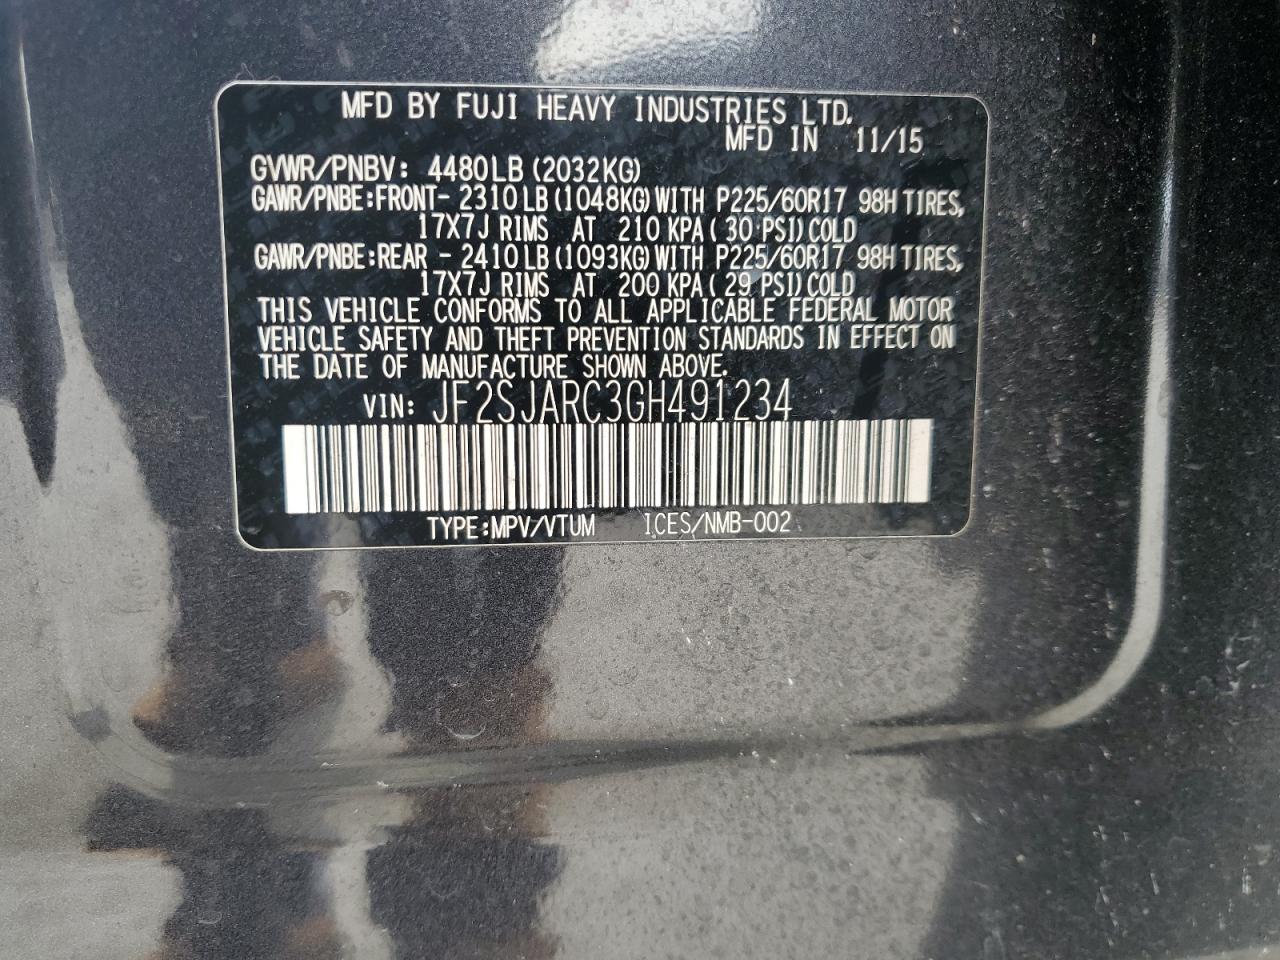 MFD BY FUJI HEAVY INDUSTRIES LTD.
MFD IN 11/15
GVWR/PNBV: 4480LB (2032KG)
GAWR/PNBE:FRONT- 2310LB (1048KG) WITH P225/60R17 98H TIRES,
17X7J RIMS AT 210 KPA ( 30 PSI) COLD
GAWR/PNBE:REAR - 2410LB (1093KG) WITH P225/60R17 98H TIRES,
17X7J RIMS AT 200 KPA ( 29 PSI) COLD
THIS VEHICLE CONFORMS TO ALL APPLICABLE FEDERAL MOTOR
VEHICLE SAFETY AND THEFT PREVENTION STANDARDS IN EFFECT ON
THE DATE OF MANUFACTURE SHOWN ABOVE.
VIN: JF2SJARC3GH491234
TYPE:MPV/VTUM ICES/NMB-002